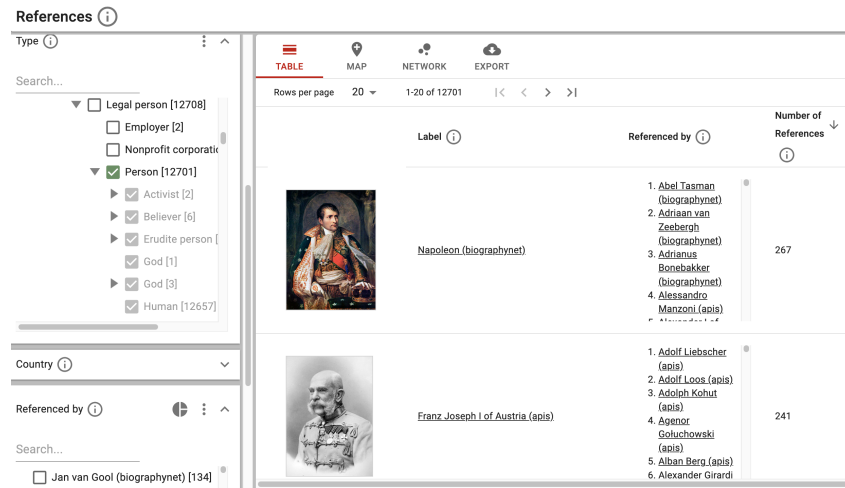 References
Type
Search...
Legal person [12708]
Employer [2]
Nonprofit corporatio
Person [12701]
Activist [2]
Believer [6]
Erudite person [
God [1]
God [3]
Human [12657]
Country
Referenced by
Search...
Jan van Gool (biographynet) [134]
TABLE
MAP
NETWORK
EXPORT
Rows per page
20
1-20 of 12701
Label
Referenced by
Number of
References
Napoleon (biographynet)
1. Abel Tasman
(biographynet)
2. Adriaan van
Zeebergh
(biographynet)
3. Adrianus
Bonebakker
(biographynet)
4. Alessandro
Manzoni (apis)
267
Franz Joseph I of Austria (apis)
1. Adolf Liebscher
(apis)
2. Adolf Loos (apis)
3. Adolph Kohut
(apis)
4. Agenor
Gołuchowski
(apis)
5. Alban Berg (apis)
6. Alexander Girardi
241